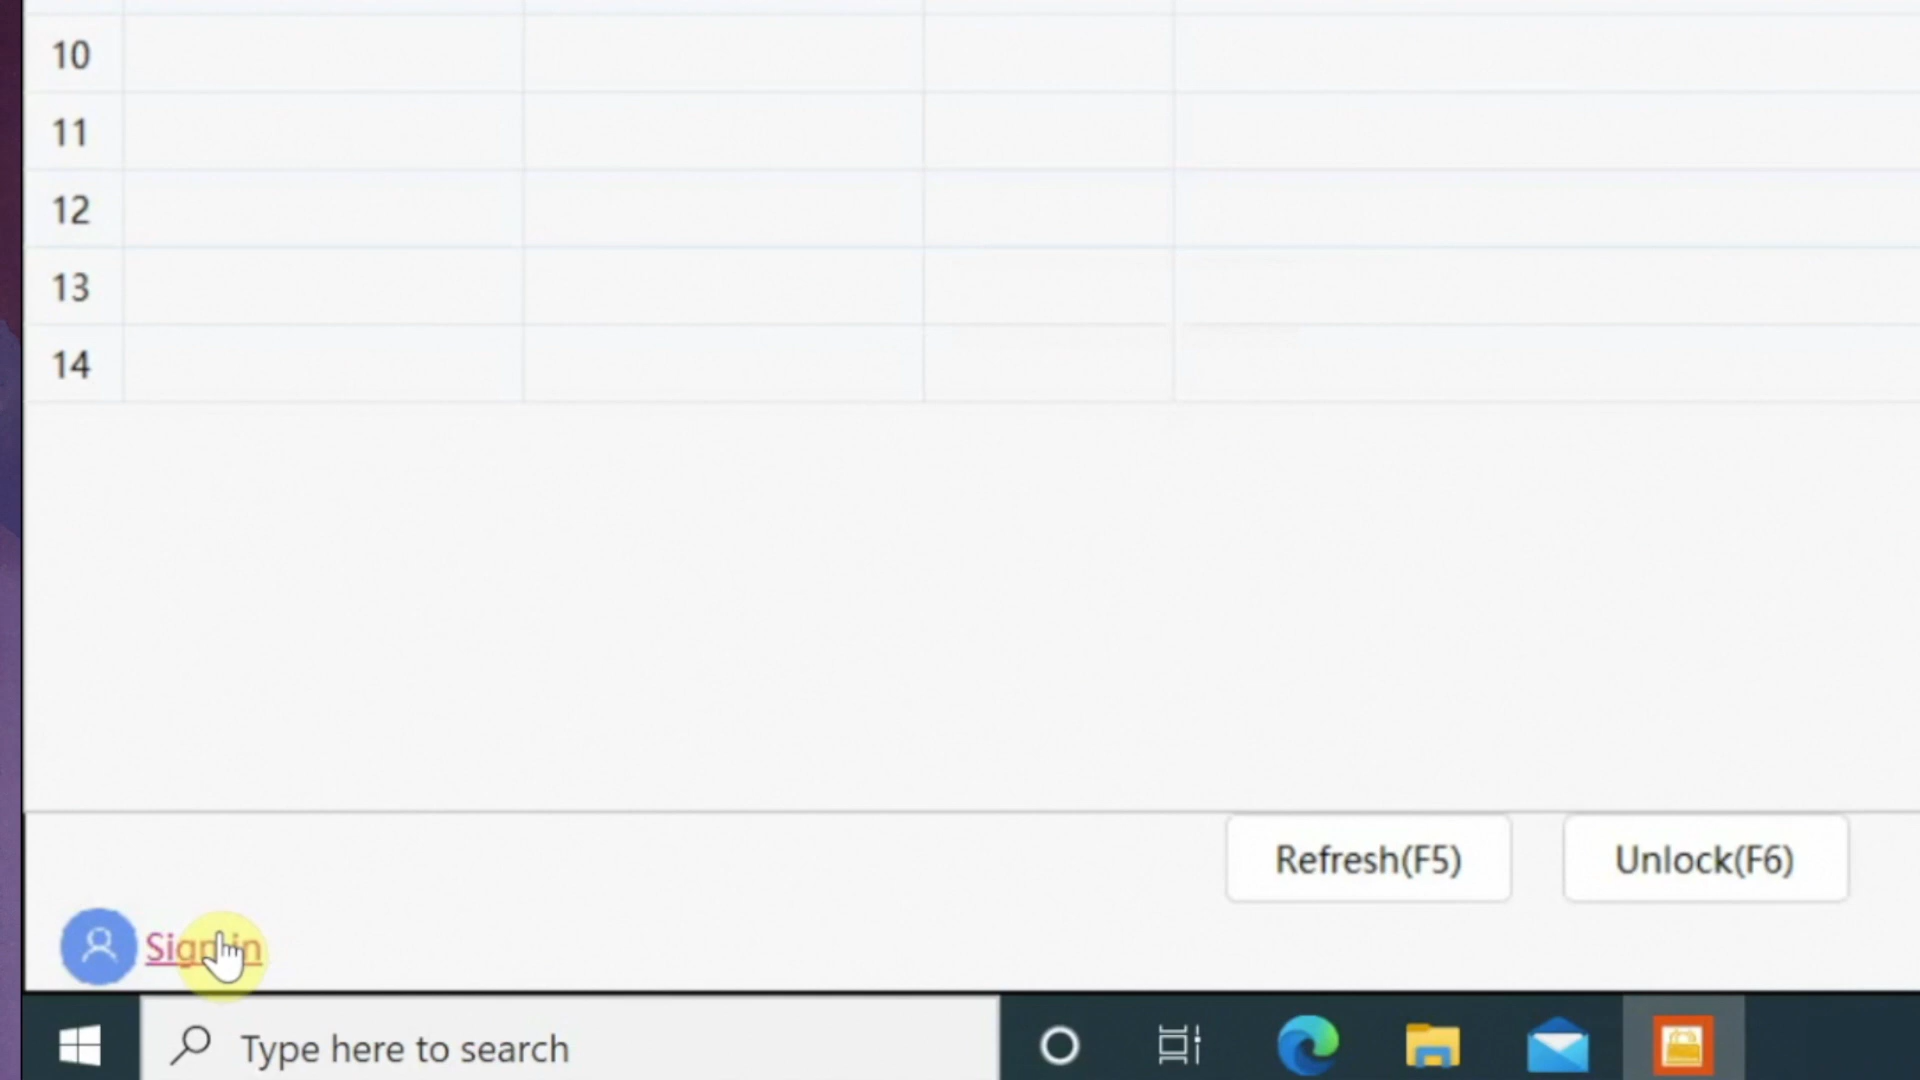 10
11
12
13
14
Refresh(F5)
Unlock(F6)
Sign in
Type here to search